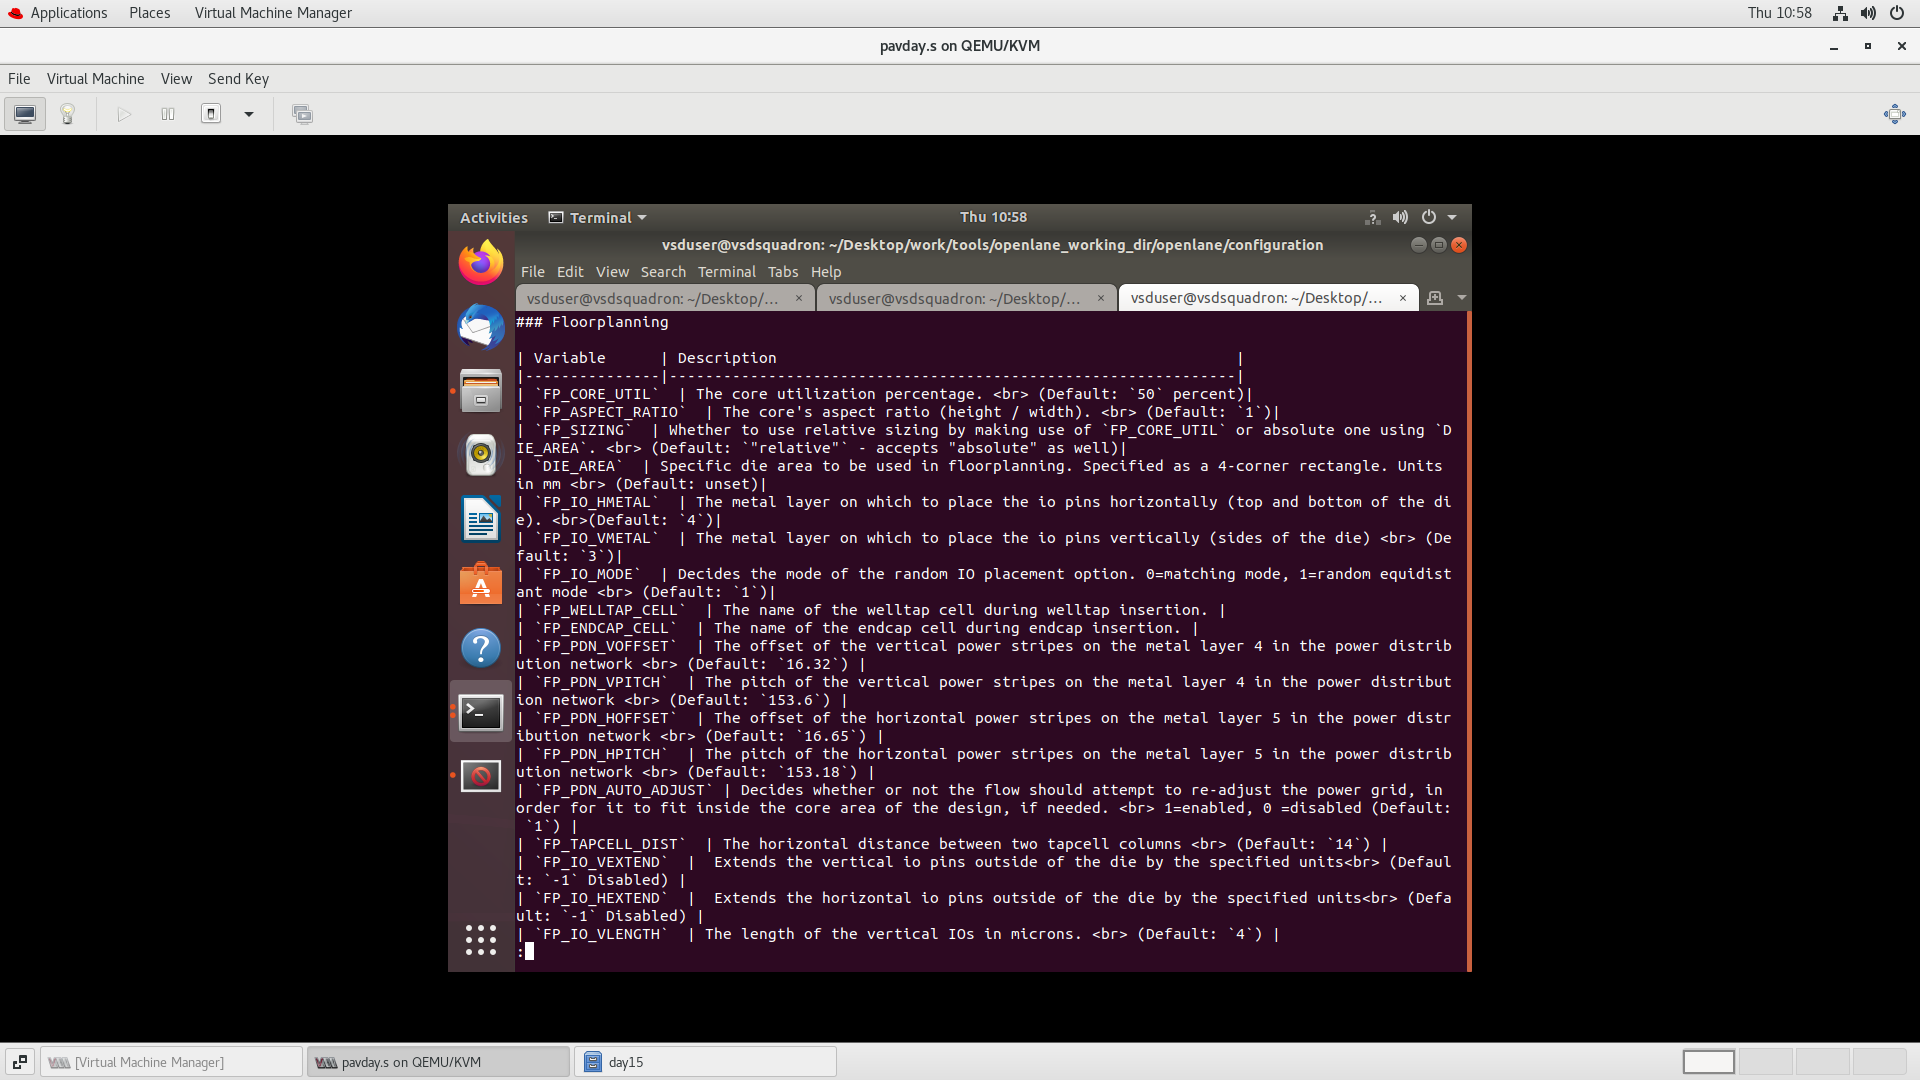 Applications Places Virtual Machine Manager Thu 10:58
pavday.s on QEMU/KVM
File Virtual Machine View Send Key
Activities Terminal Thu 10:58
vsduser@vsdsquadron: ~/Desktop/work/tools/openlane_working_dir/openlane/configuration
File Edit View Search Terminal Tabs Help
vsduser@vsdsquadron: ~/Desktop/... × vsduser@vsdsquadron: ~/Desktop/... × vsduser@vsdsquadron: ~/Desktop/... ×
### Floorplanning
| Variable      | Description                                                   |
|---------------|---------------------------------------------------------------|
| `FP_CORE_UTIL`  | The core utilization percentage. <br> (Default: `50` percent)|
| `FP_ASPECT_RATIO`  | The core's aspect ratio (height / width). <br> (Default: `1`)|
| `FP_SIZING`  | Whether to use relative sizing by making use of `FP_CORE_UTIL` or absolute one using `D
IE_AREA`. <br> (Default: `"relative"` - accepts "absolute" as well)|
| `DIE_AREA`  | Specific die area to be used in floorplanning. Specified as a 4-corner rectangle. Units
in mm <br> (Default: unset)|
| `FP_IO_HMETAL`  | The metal layer on which to place the io pins horizontally (top and bottom of the di
e). <br>(Default: `4`)|
| `FP_IO_VMETAL`  | The metal layer on which to place the io pins vertically (sides of the die) <br> (De
fault: `3`)|
| `FP_IO_MODE`  | Decides the mode of the random IO placement option. 0=matching mode, 1=random equidist
ant mode <br> (Default: `1`)|
| `FP_WELLTAP_CELL`  | The name of the welltap cell during welltap insertion. |
| `FP_ENDCAP_CELL`  | The name of the endcap cell during endcap insertion. |
| `FP_PDN_VOFFSET`  | The offset of the vertical power stripes on the metal layer 4 in the power distrib
ution network <br> (Default: `16.32`) |
| `FP_PDN_VPITCH`  | The pitch of the vertical power stripes on the metal layer 4 in the power distribut
ion network <br> (Default: `153.6`) |
| `FP_PDN_HOFFSET`  | The offset of the horizontal power stripes on the metal layer 5 in the power distr
ibution network <br> (Default: `16.65`) |
| `FP_PDN_HPITCH`  | The pitch of the horizontal power stripes on the metal layer 5 in the power distrib
ution network <br> (Default: `153.18`) |
| `FP_PDN_AUTO_ADJUST` | Decides whether or not the flow should attempt to re-adjust the power grid, in
order for it to fit inside the core area of the design, if needed. <br> 1=enabled, 0 =disabled (Default:
 `1`) |
| `FP_TAPCELL_DIST`  | The horizontal distance between two tapcell columns <br> (Default: `14`) |
| `FP_IO_VEXTEND`  |  Extends the vertical io pins outside of the die by the specified units<br> (Defaul
t: `-1` Disabled) |
| `FP_IO_HEXTEND`  |  Extends the horizontal io pins outside of the die by the specified units<br> (Defa
ult: `-1` Disabled) |
| `FP_IO_VLENGTH`  | The length of the vertical IOs in microns. <br> (Default: `4`) |
:
[Virtual Machine Manager] pavday.s on QEMU/KVM day15